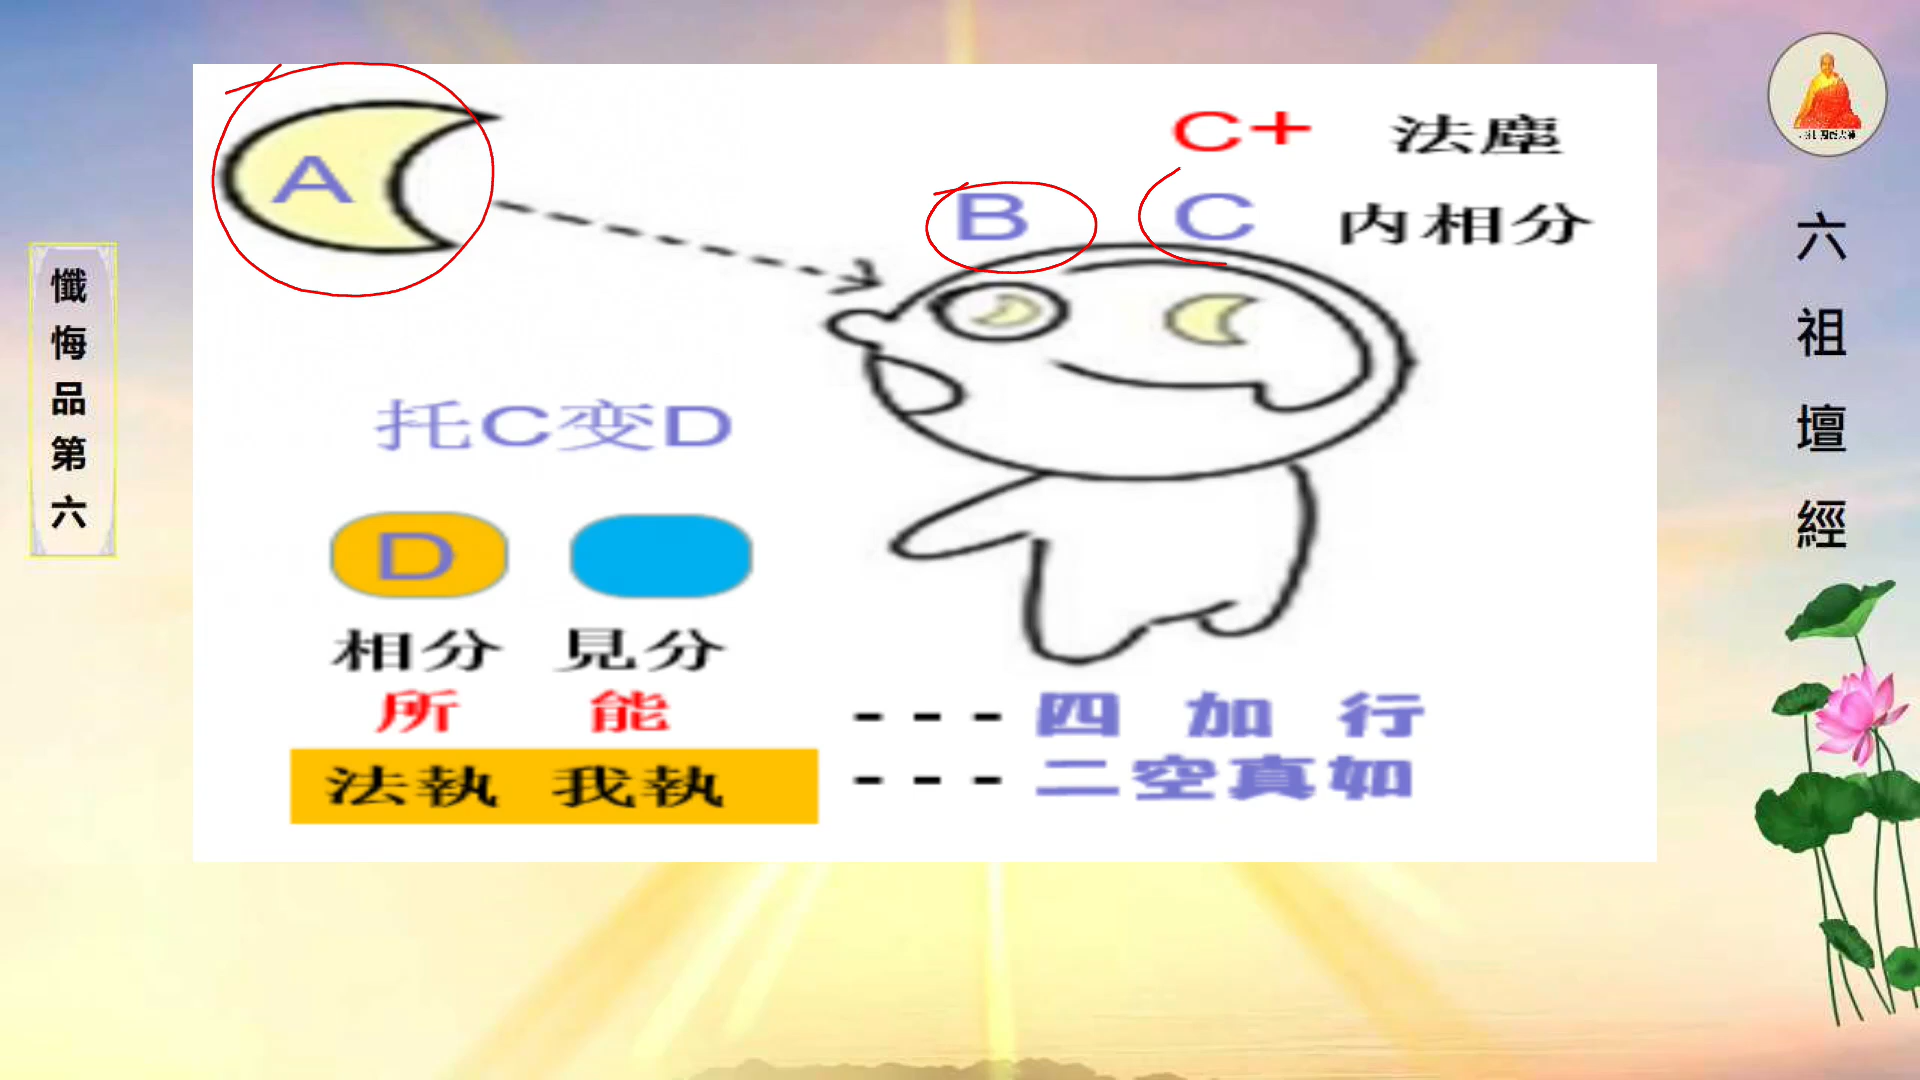 懺悔品第六
六祖壇經
A
C+ 法塵
B C 内相分
托C变D
D
相分 見分
所 能 --- 四加行
法執 我執 --- 二空真如